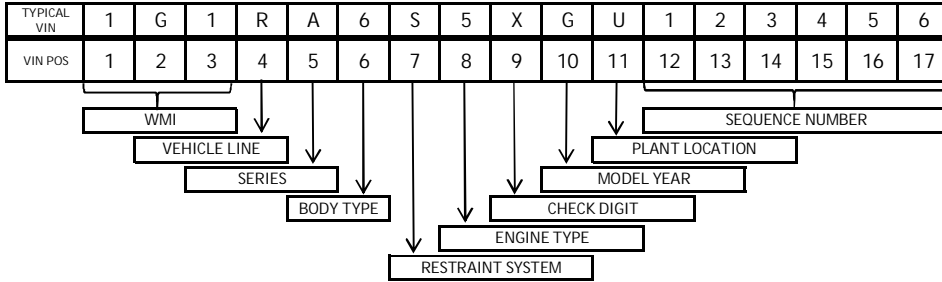 TYPICAL VIN 1 G 1 R A 6 S 5 X G U 1 2 3 4 5 6
VIN POS 1 2 3 4 5 6 7 8 9 10 11 12 13 14 15 16 17
WMI SEQUENCE NUMBER
VEHICLE LINE PLANT LOCATION
SERIES MODEL YEAR
BODY TYPE CHECK DIGIT
ENGINE TYPE
RESTRAINT SYSTEM